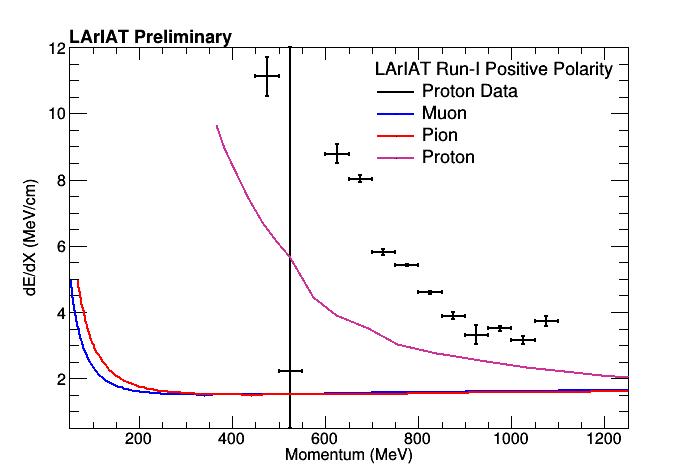 LArIAT Preliminary
12
10
8
6
4
2
dE/dX (MeV/cm)
LArIAT Run-I Positive Polarity
Proton Data
Muon
Pion
Proton
200 400 600 800 1000 1200
Momentum (MeV)